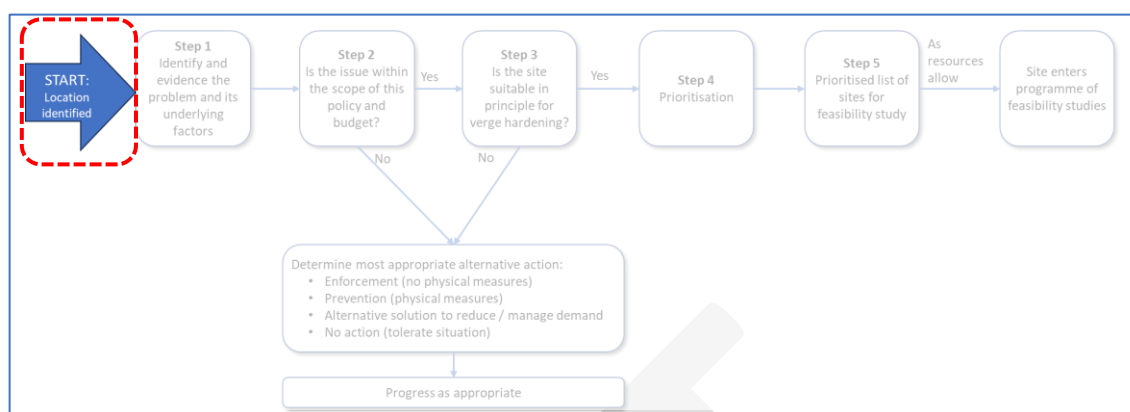 START:
Location
identified
Step 1
Identify and
evidence the
problem and its
underlying
factors
Step 2
Is the issue within
the scope of this
policy and
budget?
Yes
No
Step 3
Is the site
suitable in
principle for
verge hardening?
Yes
No
Step 4
Prioritisation
Step 5
Prioritised list of
sites for
feasibility study
As
resources
allow
Site enters
programme of
feasibility studies
Determine most appropriate alternative action:
• Enforcement (no physical measures)
• Prevention (physical measures)
• Alternative solution to reduce / manage demand
• No action (tolerate situation)
Progress as appropriate